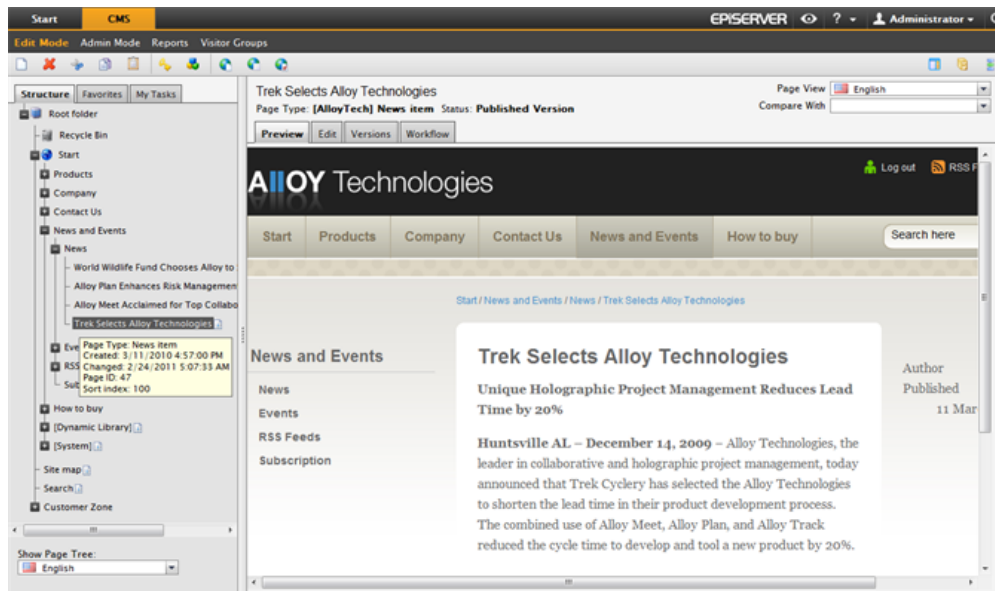 Start CMS EPiSERVER ? Administrator
Edit Mode Admin Mode Reports Visitor Groups
Structure Favorites My Tasks
Root folder
Recycle Bin
Start
Products
Company
Contact Us
News and Events
News
World Wildlife Fund Chooses Alloy to
Alloy Plan Enhances Risk Managemen
Alloy Meet Acclaimed for Top Collabo
Trek Selects Alloy Technologies
Eve
RSS
Sub
Page Type: News item
Created: 3/11/2010 4:57:00 PM
Changed: 2/24/2011 5:07:33 AM
Page ID: 47
Sort index: 100
How to buy
[Dynamic Library]
[System]
Site map
Search
Customer Zone
Show Page Tree:
English
Trek Selects Alloy Technologies
Page Type: [AlloyTech] News item Status: Published Version
Page View English
Compare With
Preview Edit Versions Workflow
AllOY Technologies
Log out RSS F
Start Products Company Contact Us News and Events How to buy Search here
Start / News and Events / News / Trek Selects Alloy Technologies
News and Events
News
Events
RSS Feeds
Subscription
Trek Selects Alloy Technologies
Unique Holographic Project Management Reduces Lead
Time by 20%
Huntsville AL – December 14, 2009 – Alloy Technologies, the
leader in collaborative and holographic project management, today
announced that Trek Cyclery has selected the Alloy Technologies
to shorten the lead time in their product development process.
The combined use of Alloy Meet, Alloy Plan, and Alloy Track
reduced the cycle time to develop and tool a new product by 20%.
Author
Published
11 Mar